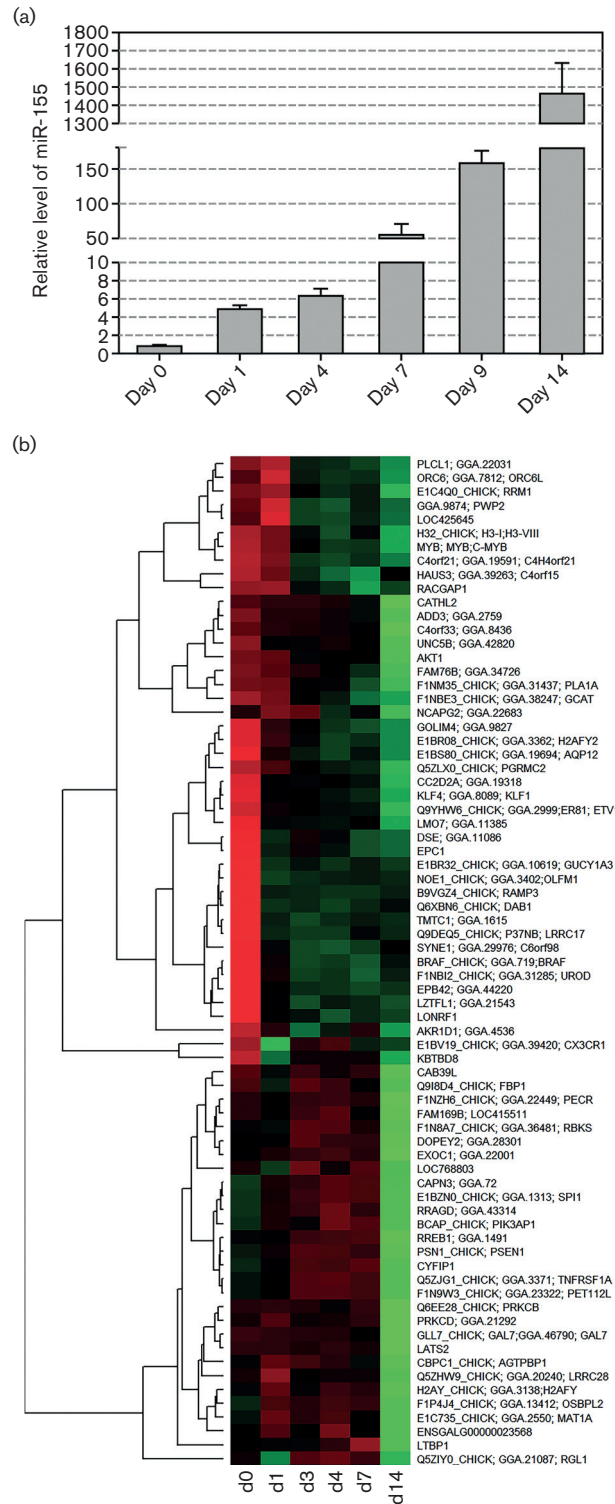 (a)
1800
1700
1600
1500
1400
1300
150
100
50
10
8
6
4
2
0
Relative level of miR-155
Day 0
Day 1
Day 4
Day 7
Day 9
Day 14
(b)
PLCL1; GGA.22031
ORC6; GGA.7812; ORC6L
E1C4Q0_CHICK; RRM1
GGA.9874; PWP2
LOC425645
H32_CHICK; H3-I;H3-VIII
MYB; MYB;C-MYB
C4orf21; GGA.19591; C4H4orf21
HAUS3; GGA.39263; C4orf15
RACGAP1
CATHL2
ADD3; GGA.2759
C4orf33; GGA.8436
UNC5B; GGA.42820
AKT1
FAM76B; GGA.34726
F1NM35_CHICK; GGA.31437; PLA1A
F1NBE3_CHICK; GGA.38247; GCAT
NCAPG2; GGA.22683
GOLIM4; GGA.9827
E1BR08_CHICK; GGA.3362; H2AFY2
E1BS80_CHICK; GGA.19694; AQP12
Q5ZLX0_CHICK; PGRMC2
CC2D2A; GGA.19318
KLF4; GGA.8089; KLF1
Q9YHW6_CHICK; GGA.2999;ER81; ETV
LMO7; GGA.11385
DSE; GGA.11086
EPC1
E1BR32_CHICK; GGA.10619; GUCY1A3
NOE1_CHICK; GGA.3402;OLFM1
B9VGZ4_CHICK; RAMP3
Q6XBN6_CHICK; DAB1
TMTC1; GGA.1615
Q9DEQ5_CHICK; P37NB; LRRC17
SYNE1; GGA.29976; C6orf98
BRAF_CHICK; GGA.719;BRAF
F1NBI2_CHICK; GGA.31285; UROD
EPB42; GGA.44220
LZTFL1; GGA.21543
LONRF1
AKR1D1; GGA.4536
E1BV19_CHICK; GGA.39420; CX3CR1
KBTBD8
CAB39L
Q9I8D4_CHICK; FBP1
F1NZH6_CHICK; GGA.22449; PECR
FAM169B; LOC415511
F1N8A7_CHICK; GGA.36481; RBKS
DOPEY2; GGA.28301
EXOC1; GGA.22001
LOC768803
CAPN3; GGA.72
E1BZN0_CHICK; GGA.1313; SPI1
RRAGD; GGA.43314
BCAP_CHICK; PIK3AP1
RREB1; GGA.1491
PSN1_CHICK; PSEN1
CYFIP1
Q5ZJG1_CHICK; GGA.3371; TNFRSF1A
F1N9W3_CHICK; GGA.23322; PET112L
Q6EE28_CHICK; PRKCB
PRKCD; GGA.21292
GLL7_CHICK; GAL7;GGA.46790; GAL7
LATS2
CBPC1_CHICK; AGTPBP1
Q5ZHW9_CHICK; GGA.20240; LRRC28
H2AY_CHICK; GGA.3138;H2AFY
F1P4J4_CHICK; GGA.13412; OSBPL2
E1C735_CHICK; GGA.2550; MAT1A
ENSGALG00000023568
LTBP1
Q5ZIY0_CHICK; GGA.21087; RGL1
d0
d1
d3
d4
d7
d14